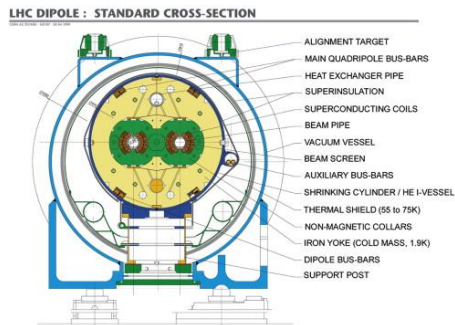 LHC DIPOLE : STANDARD CROSS-SECTION
ALIGNMENT TARGET
MAIN QUADRIPOLE BUS-BARS
HEAT EXCHANGER PIPE
SUPERINSULATION
SUPERCONDUCTING COILS
BEAM PIPE
VACUUM VESSEL
BEAM SCREEN
AUXILIARY BUS-BARS
SHRINKING CYLINDER / HE I-VESSEL
THERMAL SHIELD (55 to 75K)
NON-MAGNETIC COLLARS
IRON YOKE (COLD MASS, 1.9K)
DIPOLE BUS-BARS
SUPPORT POST